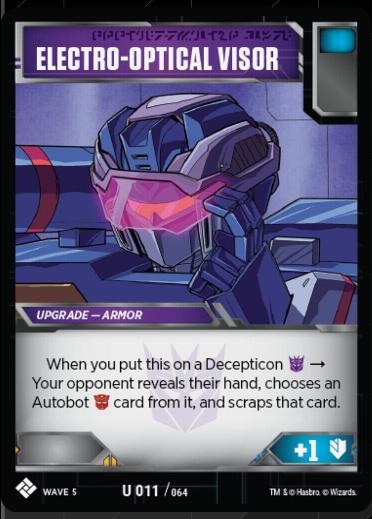 ELECTRO-OPTICAL VISOR
UPGRADE — ARMOR
When you put this on a Decepticon →
Your opponent reveals their hand, chooses an
Autobot card from it, and scraps that card.
+1
WAVE 5
U 011 / 064
TM & © Hasbro. © Wizards.